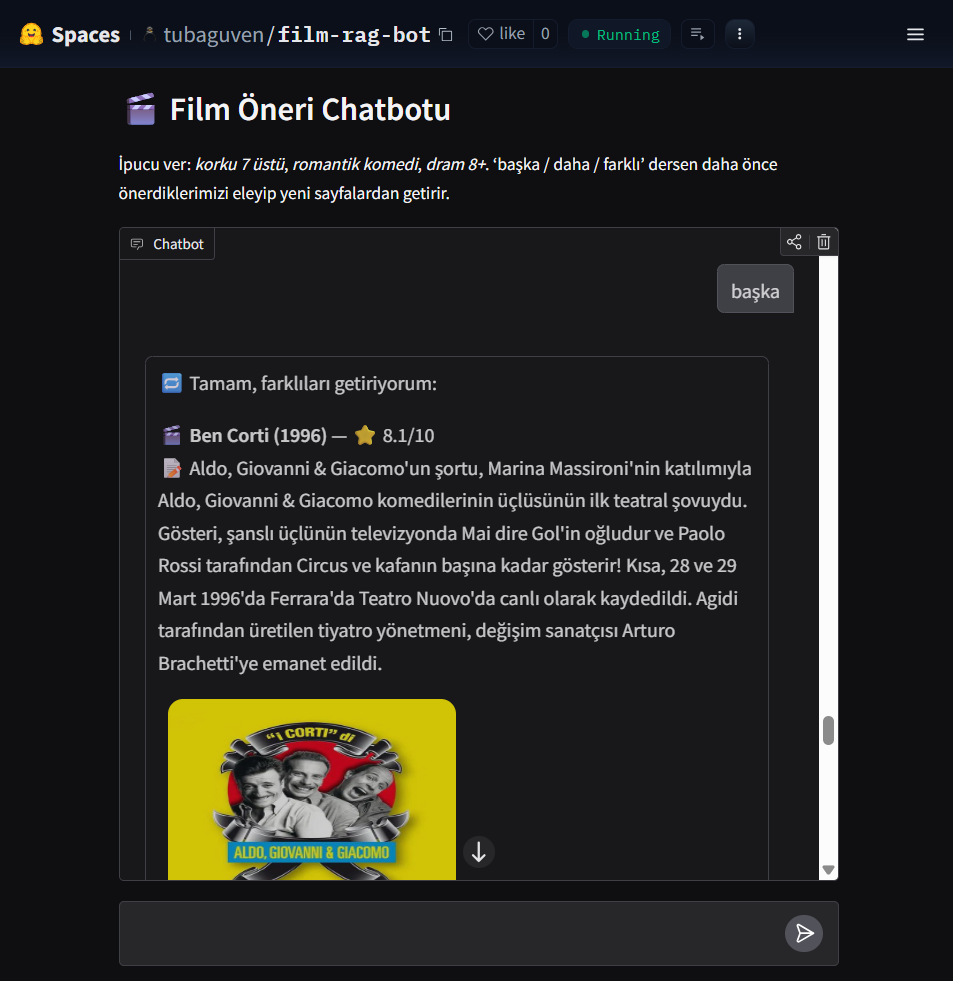 Spaces tubaguven/film-rag-bot like 0 Running
Film Öneri Chatbotu
İpucu ver: korku 7 üstü, romantik komedi, dram 8+. ‘başka / daha / farklı’ dersen daha önce
önerdiklerimizi eleyip yeni sayfalardan getirir.
Chatbot
başka
Tamam, farklıları getiriyorum:
Ben Corti (1996) — 8.1/10
Aldo, Giovanni & Giacomo'un şortu, Marina Massironi'nin katılımıyla
Aldo, Giovanni & Giacomo komedilerinin üçlüsünün ilk teatral şovuydu.
Gösteri, şanslı üçlünün televizyonda Mai dire Gol'in oğludur ve Paolo
Rossi tarafından Circus ve kafanın başına kadar gösterir! Kısa, 28 ve 29
Mart 1996'da Ferrara'da Teatro Nuovo'da canlı olarak kaydedildi. Agidi
tarafından üretilen tiyatro yönetmeni, değişim sanatçısı Arturo
Brachetti'ye emanet edildi.
“I CORTI” di
ALDO, GIOVANNI & GIACOMO